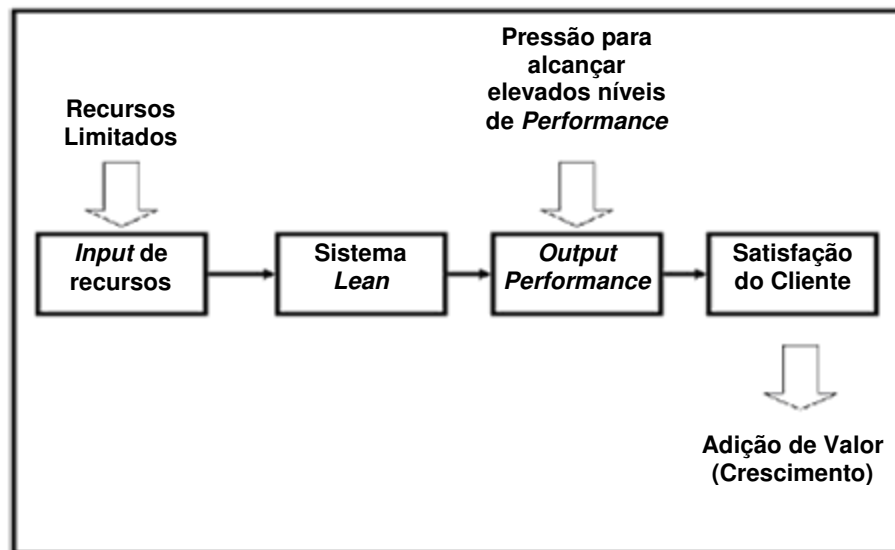 Pressão para
alcançar
elevados níveis
de Performance
Recursos
Limitados
Input de
recursos
Sistema
Lean
Output
Performance
Satisfação
do Cliente
Adição de Valor
(Crescimento)